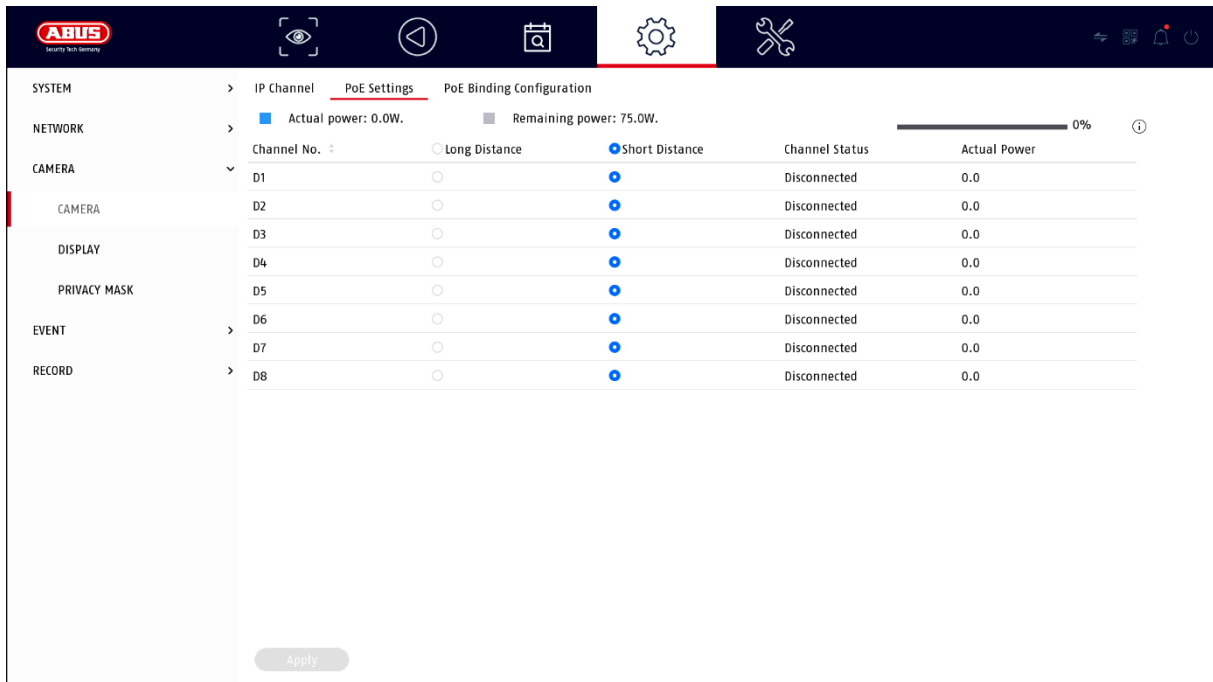 ABUS
Security Tech Germany
SYSTEM
NETWORK
CAMERA
CAMERA
DISPLAY
PRIVACY MASK
EVENT
RECORD
IP Channel PoE Settings PoE Binding Configuration
Actual power: 0.0W. Remaining power: 75.0W. 0%
Channel No. Long Distance Short Distance Channel Status Actual Power
D1 Disconnected 0.0
D2 Disconnected 0.0
D3 Disconnected 0.0
D4 Disconnected 0.0
D5 Disconnected 0.0
D6 Disconnected 0.0
D7 Disconnected 0.0
D8 Disconnected 0.0
Apply